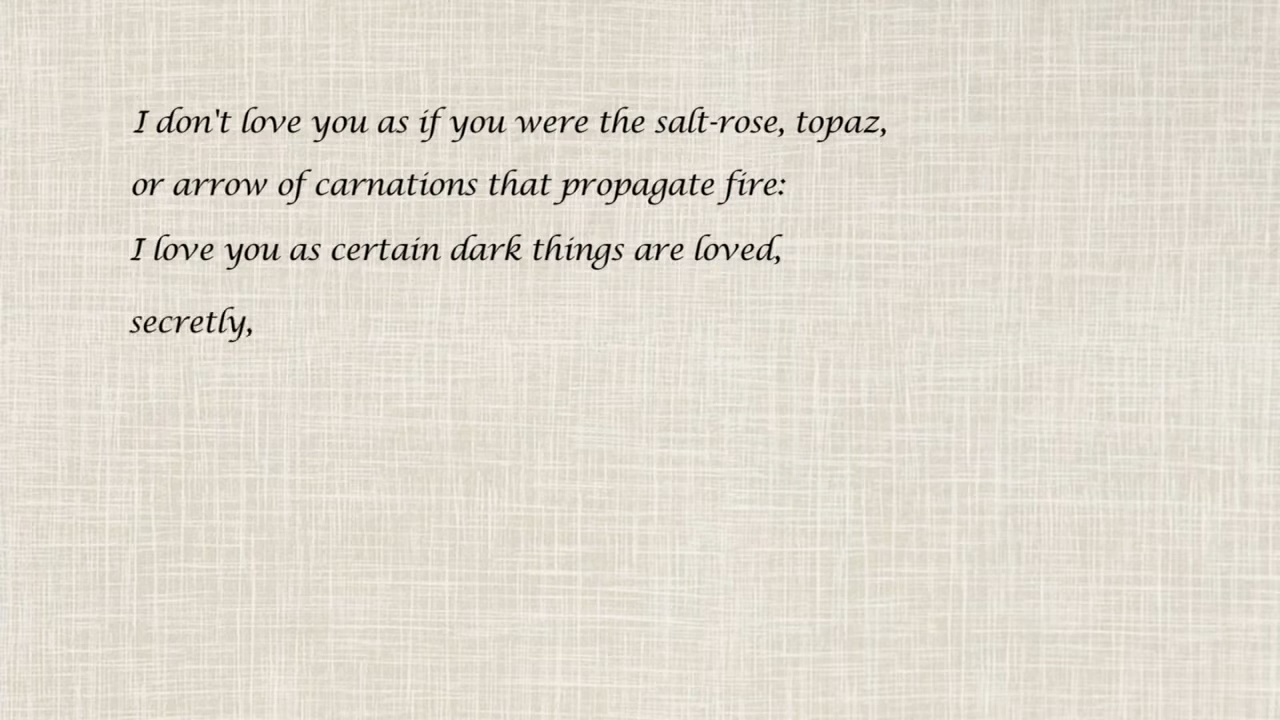 I don't love you as if you were the salt-rose, topaz,
or arrow of carnations that propagate fire:
I love you as certain dark things are loved,
secretly,